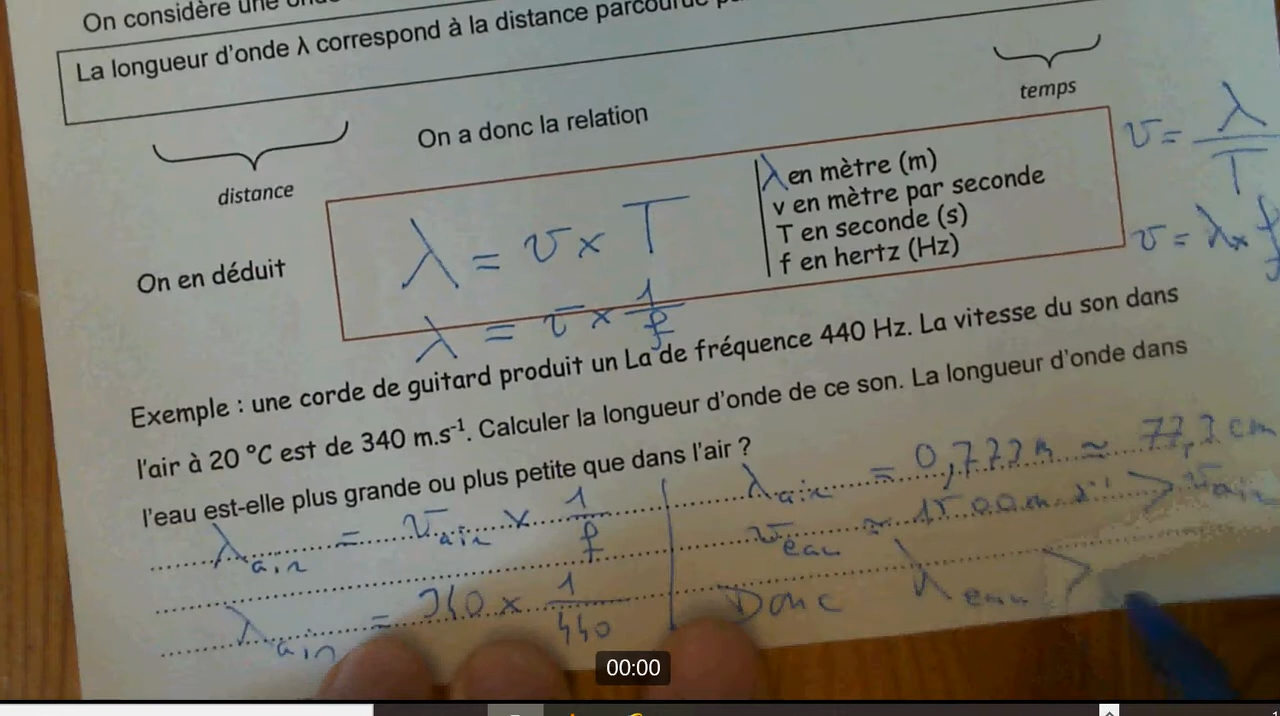 On considère une
La longueur d'onde λ correspond à la distance parcourue
temps
On a donc la relation
distance
v = λ / T
λ = v x T
λ en mètre (m)
v en mètre par seconde
T en seconde (s)
f en hertz (Hz)
v = λ x f
On en déduit
λ = v x 1/f
Exemple : une corde de guitard produit un La de fréquence 440 Hz. La vitesse du son dans
l'air à 20 °C est de 340 m.s-1. Calculer la longueur d'onde de ce son. La longueur d'onde dans
l'eau est-elle plus grande ou plus petite que dans l'air ?
λair = vair x 1/f
λair = 340 x 1/440
λair = 0,773 m ≃ 77,3 cm
veau ≃ 1500 m s-1 > vair
Donc λeau >
00:00